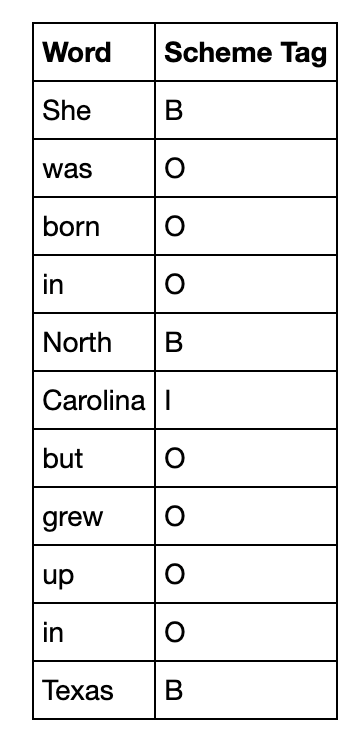 Word Scheme Tag
She B
was O
born O
in O
North B
Carolina I
but O
grew O
up O
in O
Texas B